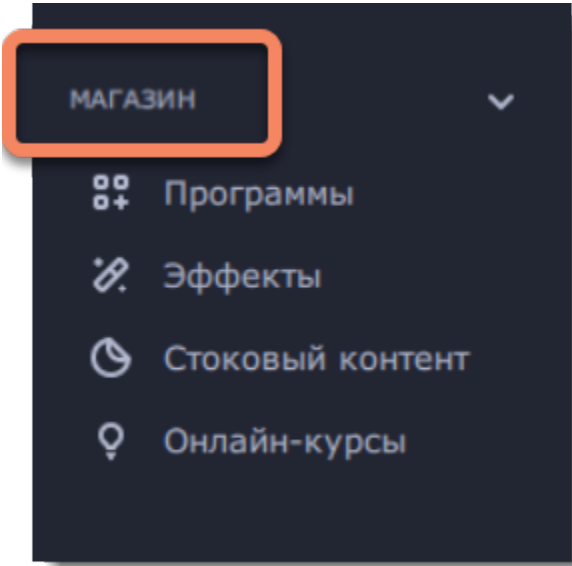 МАГАЗИН
Программы
Эффекты
Стоковый контент
Онлайн-курсы